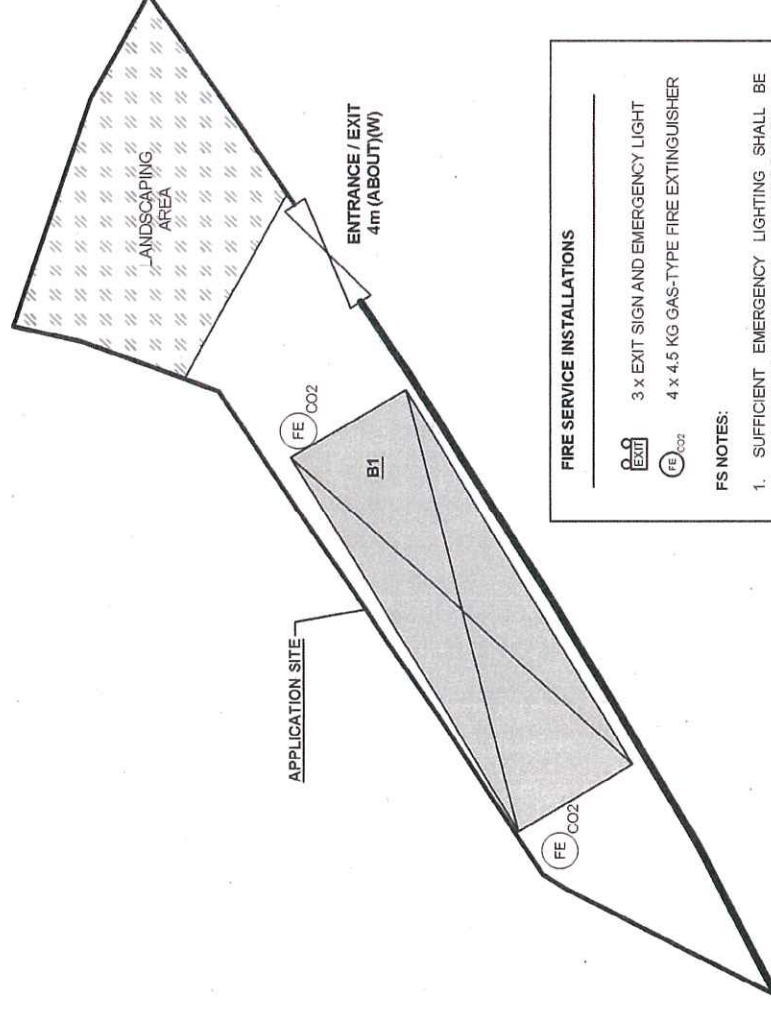 LANDSCAPING
AREA
ENTRANCE / EXIT
4m (ABOUT)(W)
FE CO2
B1
APPLICATION SITE
FE CO2
FIRE SERVICE INSTALLATIONS
EXIT 3 x EXIT SIGN AND EMERGENCY LIGHT
FE CO2 4 x 4.5 KG GAS-TYPE FIRE EXTINGUISHER
FS NOTES:
1. SUFFICIENT EMERGENCY LIGHTING SHALL BE